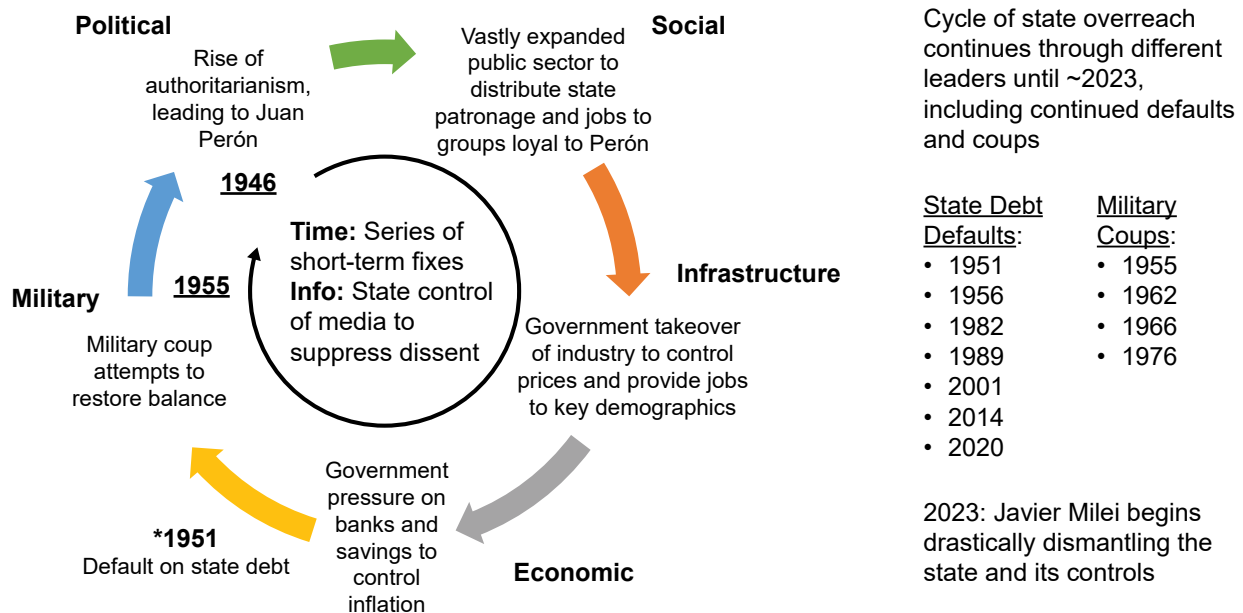 Political
Rise of
authoritarianism,
leading to Juan
Perón
1946
Social
Vastly expanded
public sector to
distribute state
patronage and jobs to
groups loyal to Perón
Infrastructure
Government takeover
of industry to control
prices and provide jobs
to key demographics
Economic
Government
pressure on
banks and
savings to
control
inflation
*1951
Default on state debt
Military
1955
Military coup
attempts to
restore balance
Time: Series of
short-term fixes
Info: State control
of media to
suppress dissent
Cycle of state overreach
continues through different
leaders until ~2023,
including continued defaults
and coups
State Debt
Defaults:
• 1951
• 1956
• 1982
• 1989
• 2001
• 2014
• 2020
Military
Coups:
• 1955
• 1962
• 1966
• 1976
2023: Javier Milei begins
drastically dismantling the
state and its controls